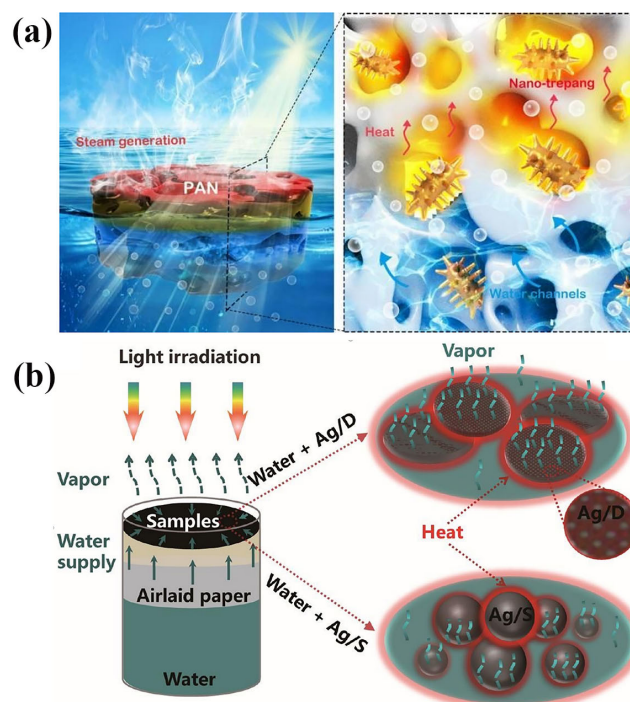 (a)
Steam generation
PAN
Nano-trepang
Heat
Water channels
(b)
Light irradiation
Vapor
Water supply
Samples
Airlaid paper
Water
Water + Ag/D
Water + Ag/S
Vapor
Ag/D
Heat
Ag/S